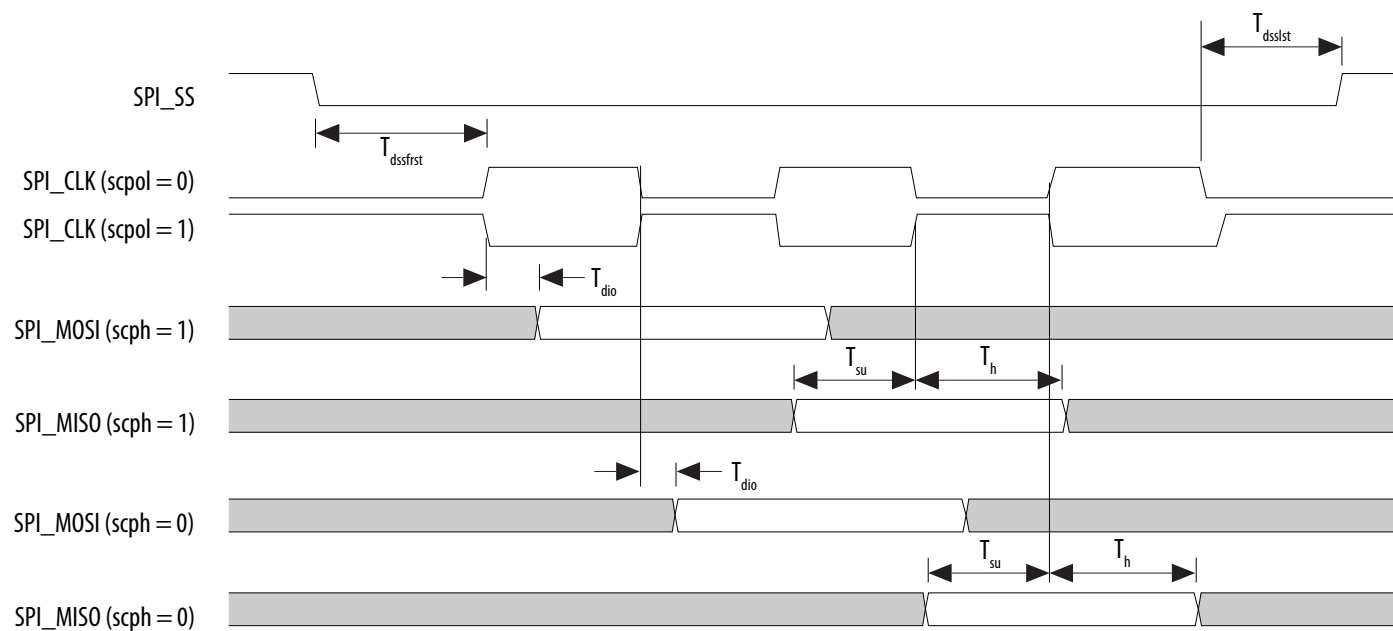 T_dsslst
SPI_SS
T_dssfrst
SPI_CLK (scpol = 0)
SPI_CLK (scpol = 1)
T_dio
SPI_MOSI (scph = 1)
T_su T_h
SPI_MISO (scph = 1)
T_dio
SPI_MOSI (scph = 0)
T_su T_h
SPI_MISO (scph = 0)